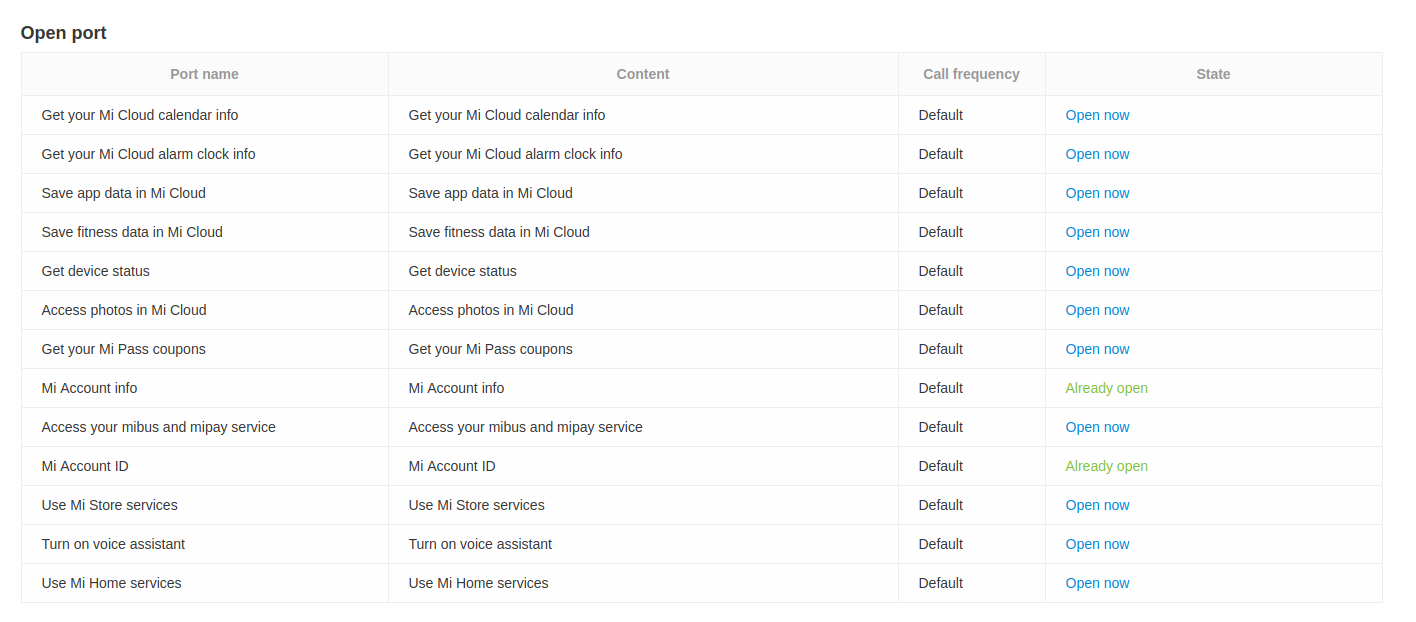 Open port
Port name Content Call frequency State
Get your Mi Cloud calendar info Get your Mi Cloud calendar info Default Open now
Get your Mi Cloud alarm clock info Get your Mi Cloud alarm clock info Default Open now
Save app data in Mi Cloud Save app data in Mi Cloud Default Open now
Save fitness data in Mi Cloud Save fitness data in Mi Cloud Default Open now
Get device status Get device status Default Open now
Access photos in Mi Cloud Access photos in Mi Cloud Default Open now
Get your Mi Pass coupons Get your Mi Pass coupons Default Open now
Mi Account info Mi Account info Default Already open
Access your mibus and mipay service Access your mibus and mipay service Default Open now
Mi Account ID Mi Account ID Default Already open
Use Mi Store services Use Mi Store services Default Open now
Turn on voice assistant Turn on voice assistant Default Open now
Use Mi Home services Use Mi Home services Default Open now